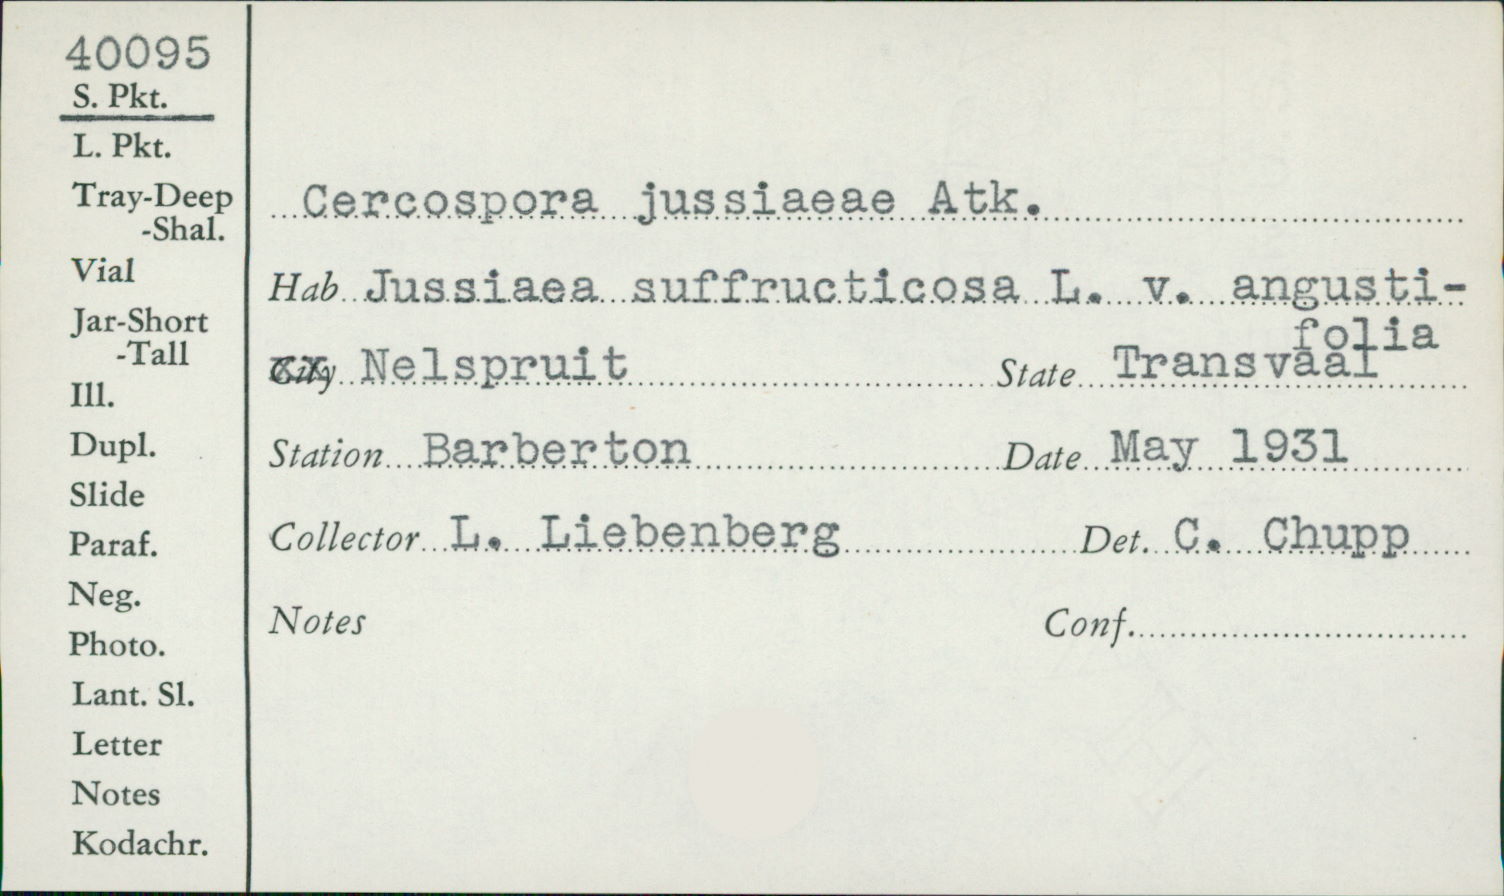 40095
S. Pkt.
L. Pkt.
Tray-Deep
-Shal.
Vial
Jar-Short
-Tall
Ill.
Dupl.
Slide
Paraf.
Neg.
Photo.
Lant. Sl.
Letter
Notes
Kodachr.
Cercospora jussiaeae Atk.
Hab Jussiaea suffructicosa L. v. angusti-
folia
City Nelspruit State Transvaal
Station Barberton Date May 1931
Collector L. Liebenberg Det. C. Chupp
Notes Conf.